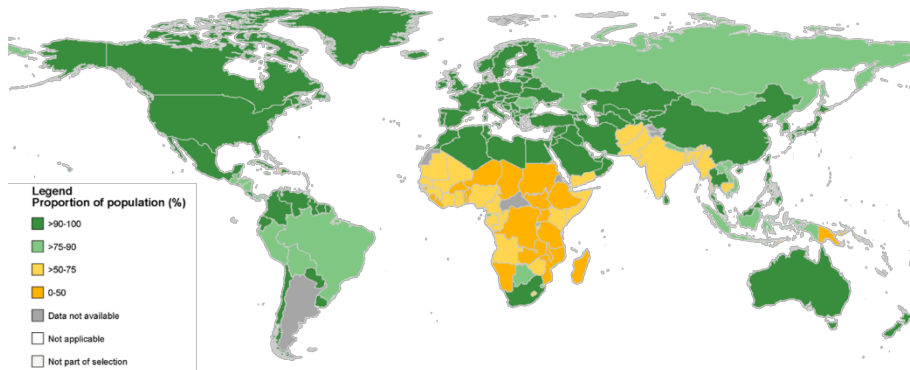 Legend
Proportion of population (%)
>90-100
>75-90
>50-75
0-50
Data not available
Not applicable
Not part of selection